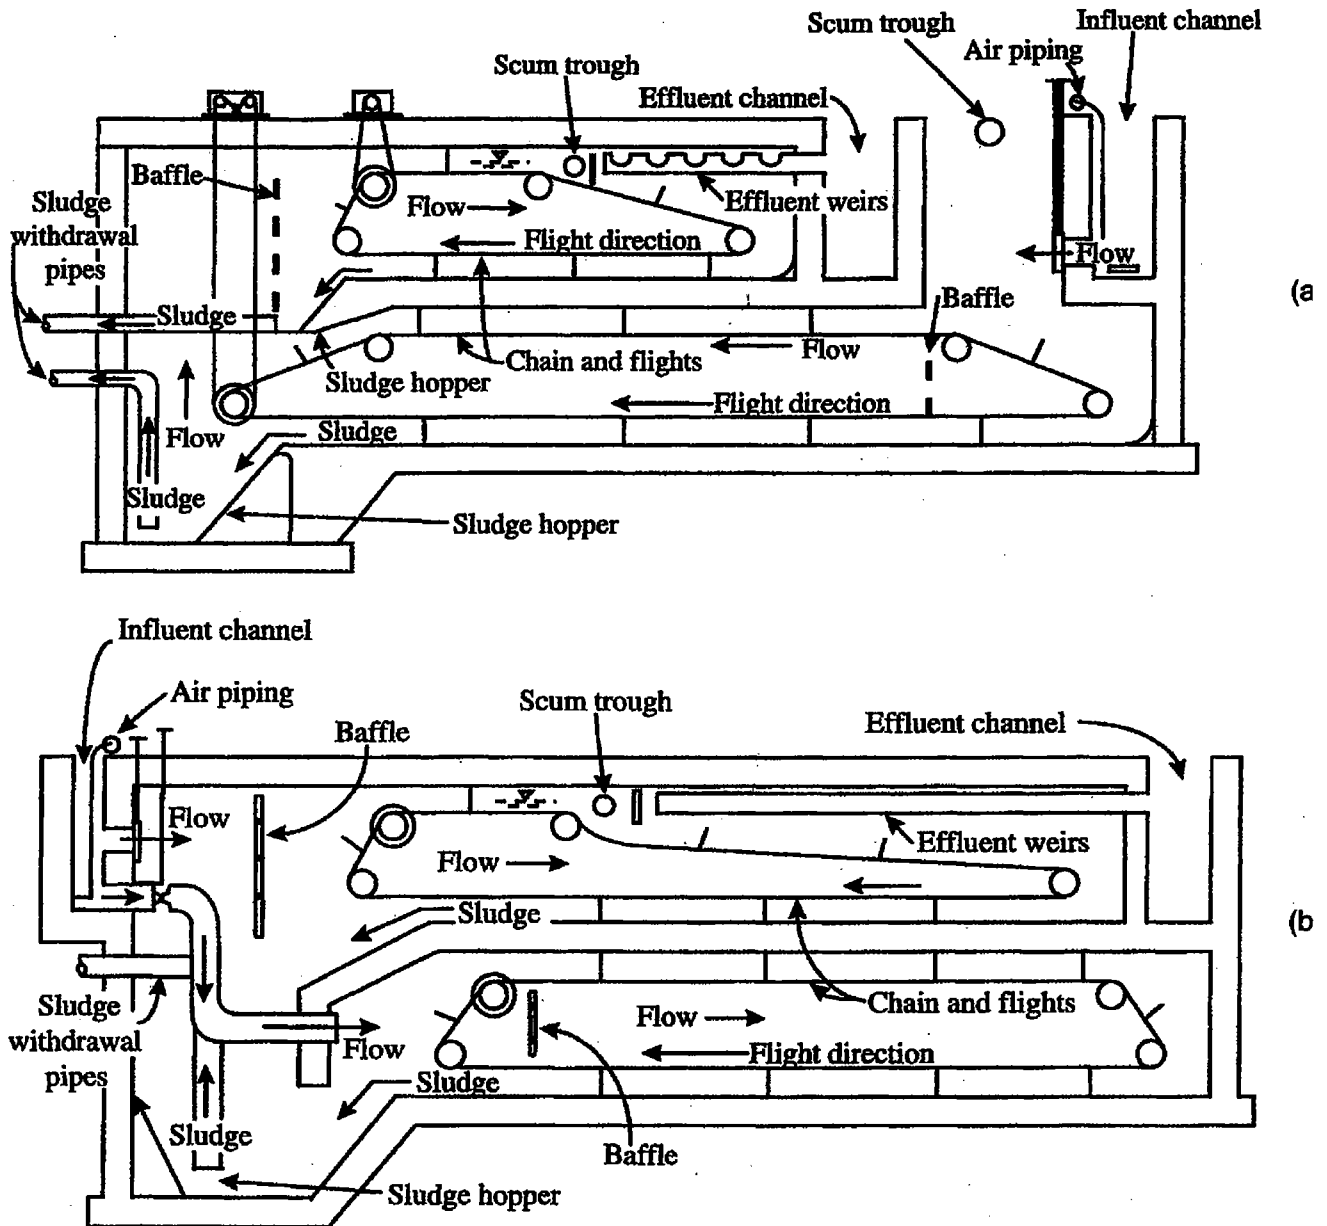 Scum trough
Influent channel
Air piping
Scum trough
Effluent channel
Baffle
Sludge
withdrawal
pipes
Flow
Effluent weirs
Flight direction
Flow
Baffle
Sludge
Flow
Chain and flights
Sludge hopper
Flight direction
Flow
Sludge
Sludge
Sludge hopper
(a
Influent channel
Air piping
Baffle
Scum trough
Effluent channel
Flow
Effluent weirs
Flow
Sludge
Sludge
withdrawal
pipes
Flow
Chain and flights
Flow
Flight direction
Sludge
Sludge
Baffle
Sludge hopper
(b